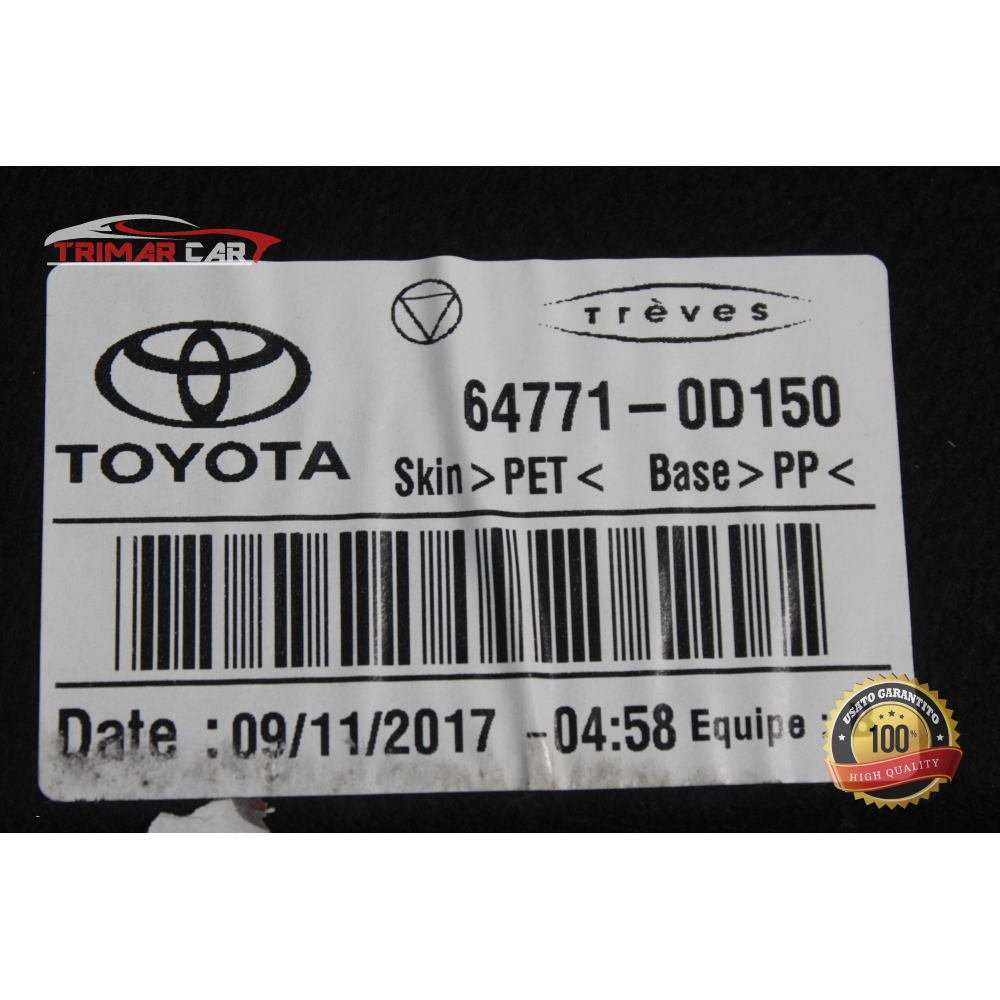 TRIMAR CAR
Trèves
TOYOTA
64771-0D150
Skin>PET< Base>PP<
Date :09/11/2017 -04:58 Equipe :
USATO GARANTITO
100%
HIGH QUALITY